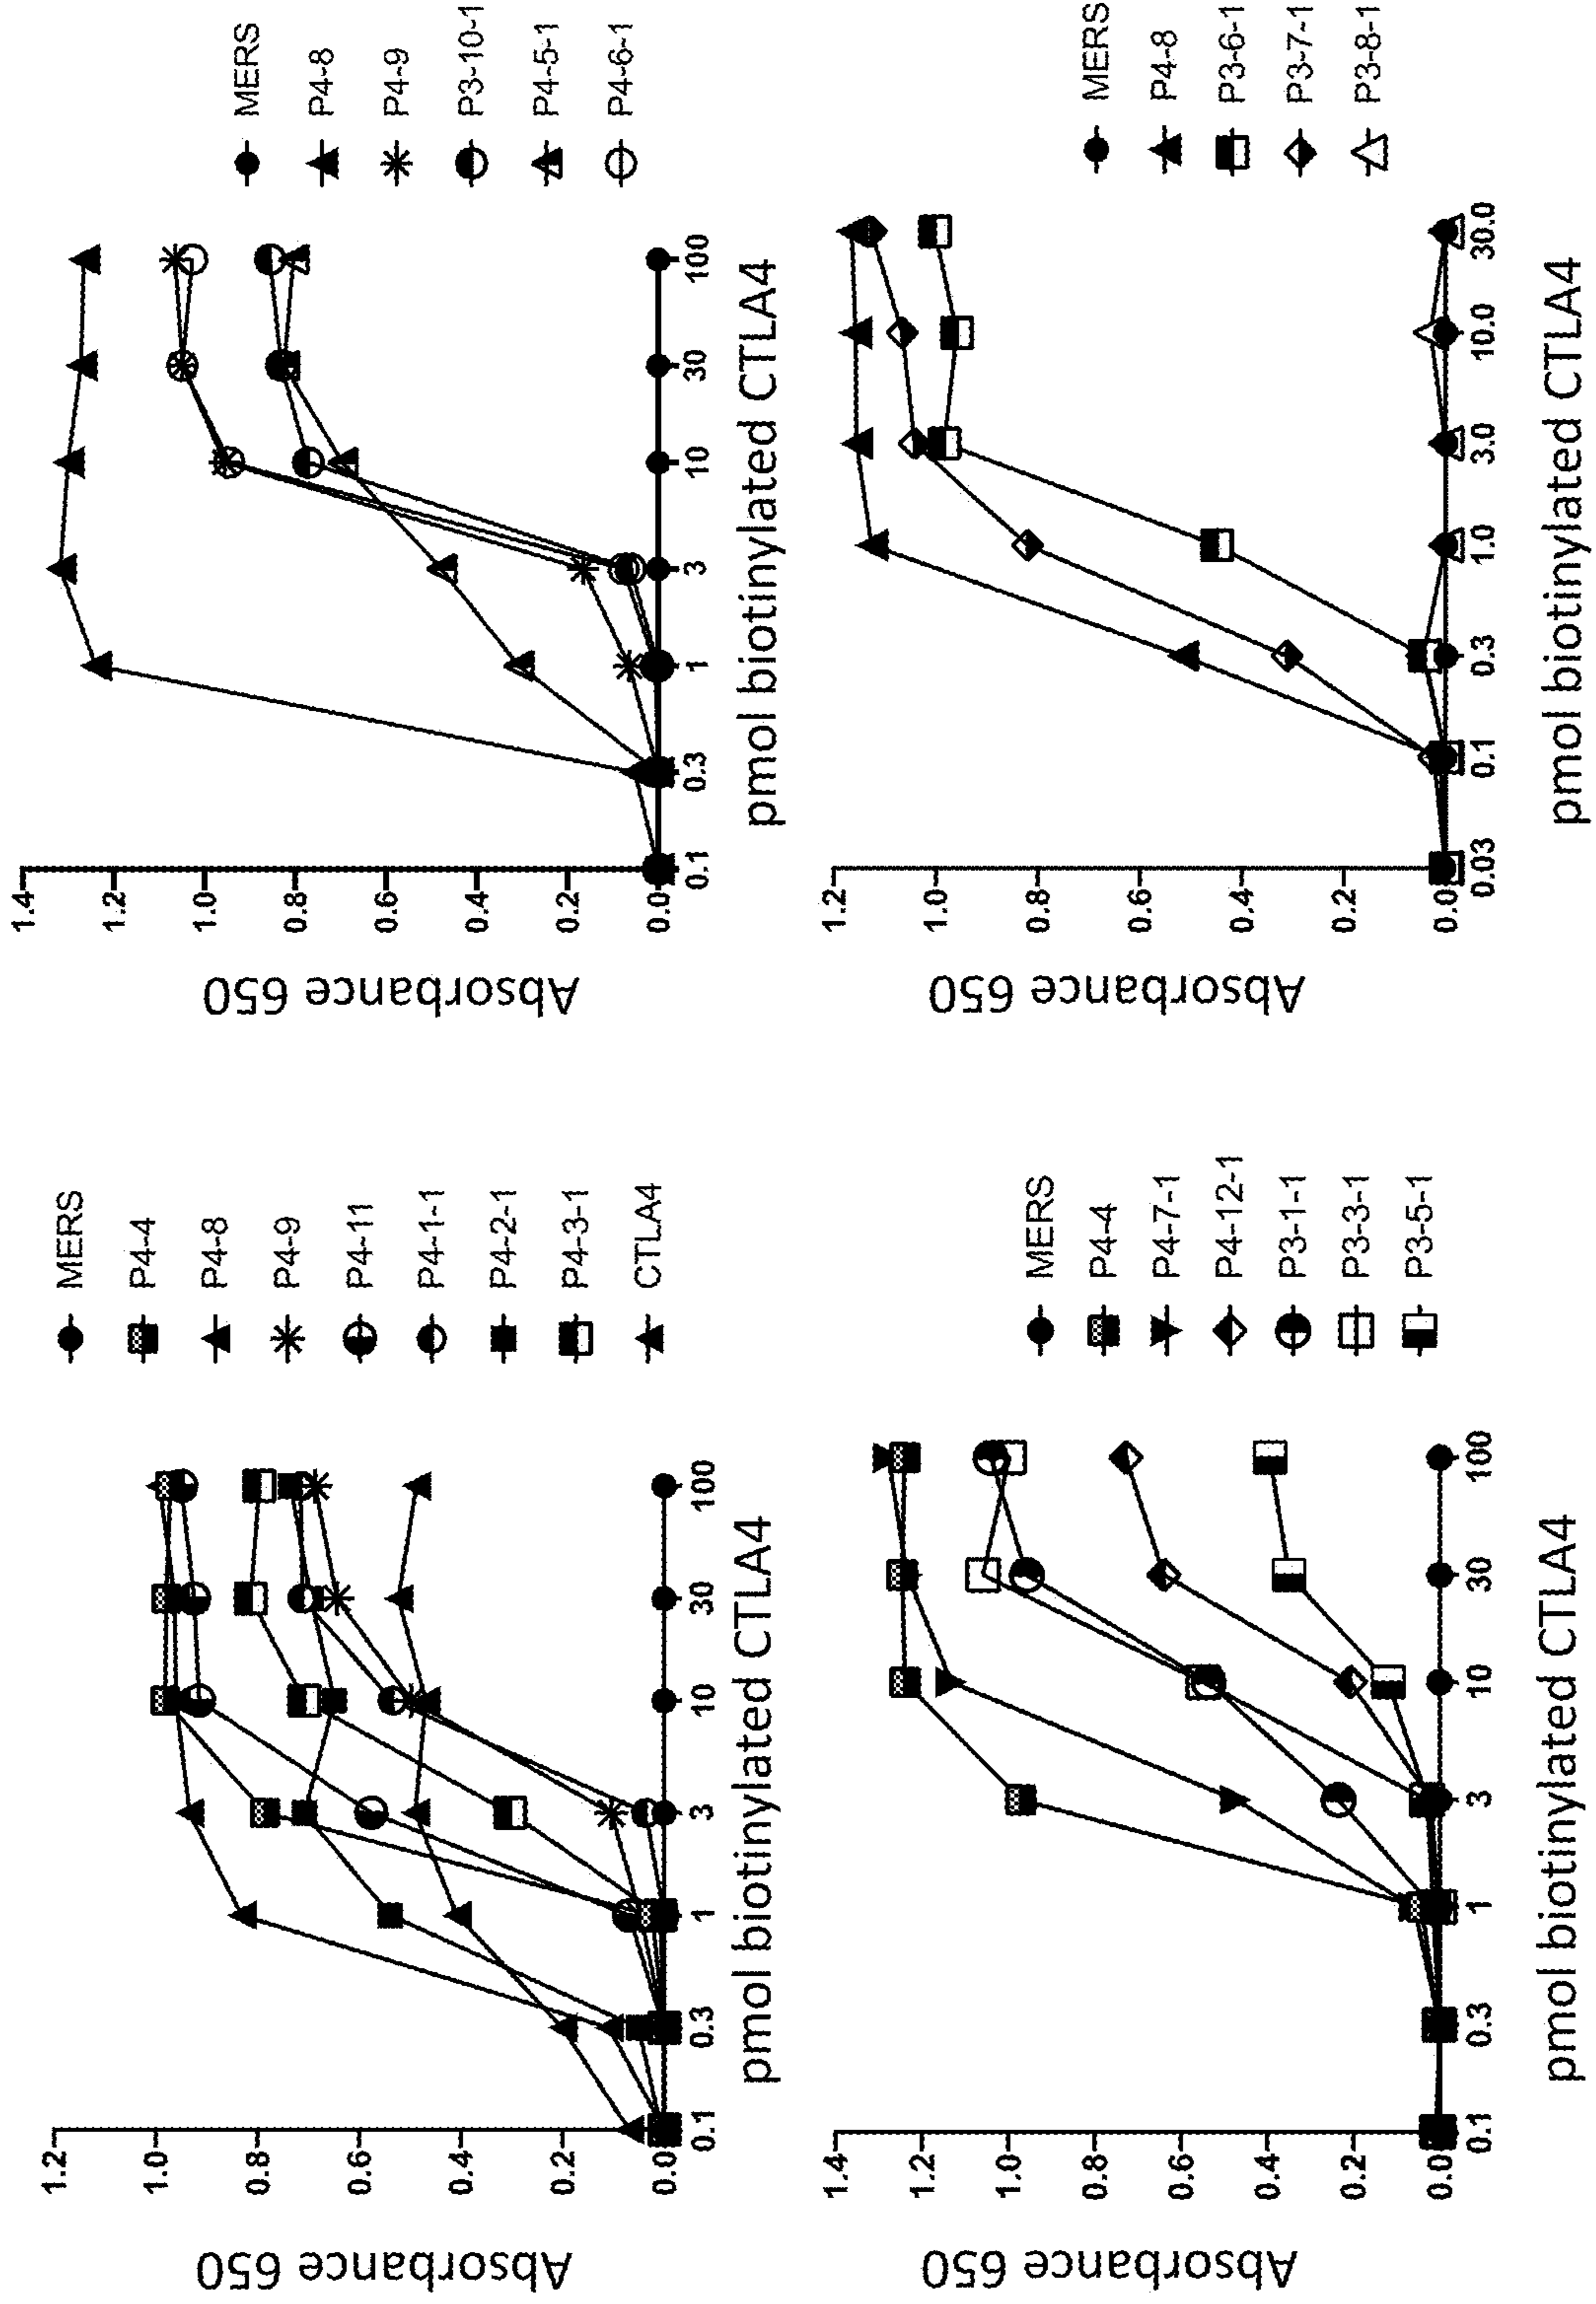 Absorbance 650
1.2
1.0
0.8
0.6
0.4
0.2
0.0
0.1
0.3
1
3
10
30
100
pmol biotinylated CTLA4
MERS
P4-4
P4-8
P4-9
P4-11
P4-1-1
P4-2-1
P4-3-1
CTLA4
Absorbance 650
1.4
1.2
1.0
0.8
0.6
0.4
0.2
0.0
0.1
0.3
1
3
10
30
100
pmol biotinylated CTLA4
MERS
P4-8
P4-9
P3-10-1
P4-5-1
P4-6-1
Absorbance 650
1.4
1.2
1.0
0.8
0.6
0.4
0.2
0.0
0.1
0.3
1
3
10
30
100
pmol biotinylated CTLA4
MERS
P4-4
P4-7-1
P4-12-1
P3-1-1
P3-3-1
P3-5-1
Absorbance 650
1.2
1.0
0.8
0.6
0.4
0.2
0.0
0.03
0.1
0.3
1.0
3.0
10.0
30.0
pmol biotinylated CTLA4
MERS
P4-8
P3-6-1
P3-7-1
P3-8-1